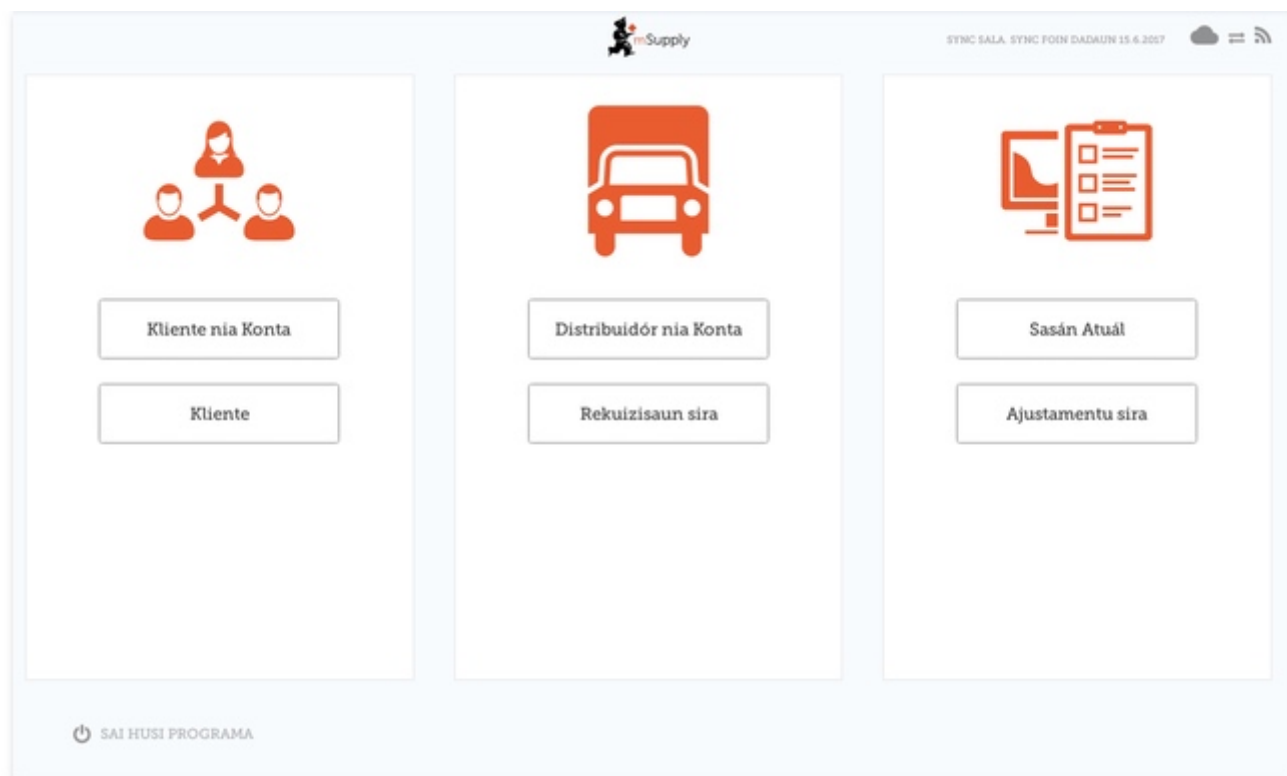 mSupply
SYNC SALA. SYNC FOIN DADAUN 15.6.2017
Kliente nia Konta
Kliente
Distribuidór nia Konta
Rekuizisaun sira
Sasán Atuál
Ajustamentu sira
SAI HUSI PROGRAMA